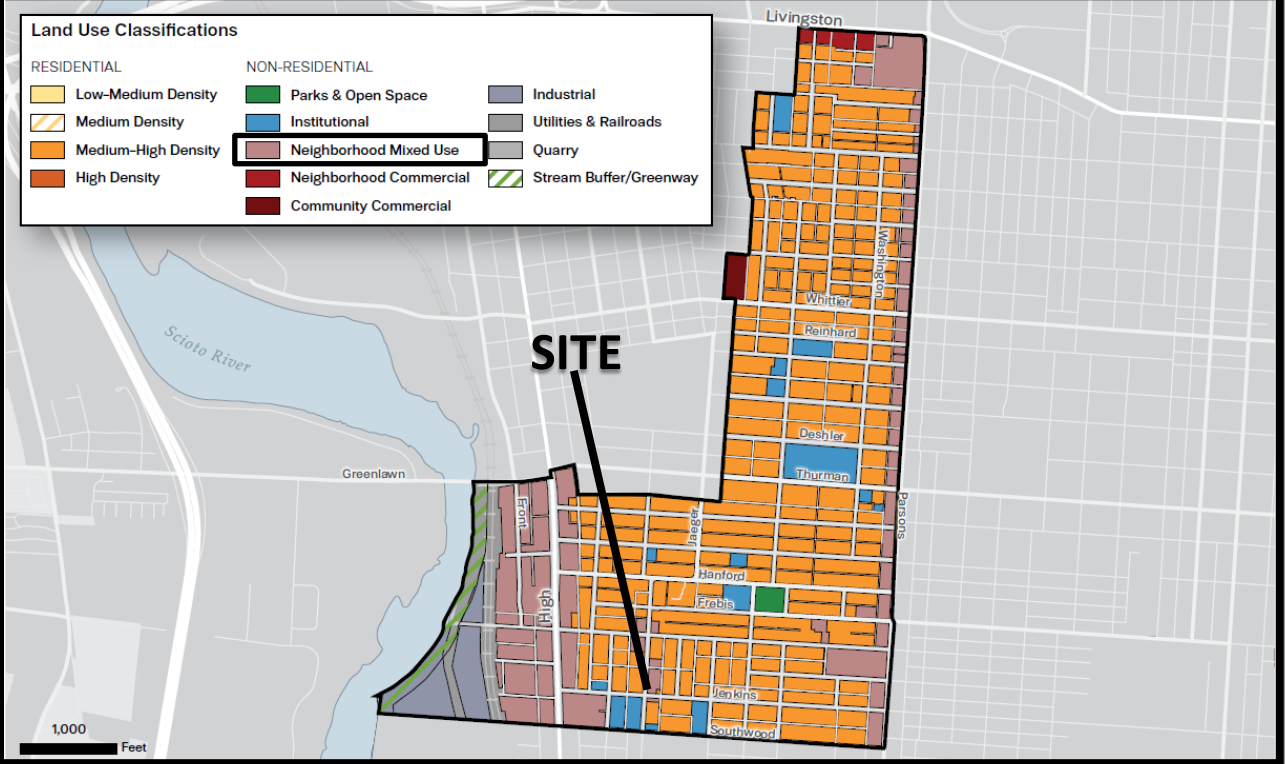 Livingston
Land Use Classifications
RESIDENTIAL
NON-RESIDENTIAL
Low-Medium Density
Parks & Open Space
Industrial
Medium Density
Institutional
Utilities & Railroads
Medium-High Density
Neighborhood Mixed Use
Quarry
High Density
Neighborhood Commercial
Stream Buffer/Greenway
Community Commercial
Washington
Whittier
Reinhard
Scioto River
SITE
Deshler
Greenlawn
Thurman
Front
Jaeger
Parsons
Hanford
High
Frebis
Jenkins
1,000
Feet
Southwood